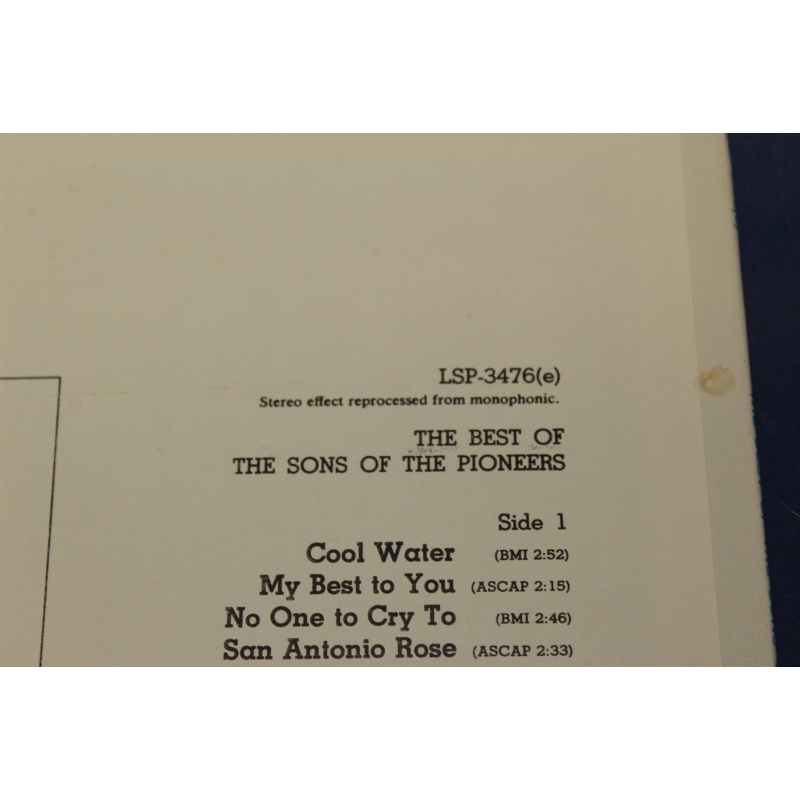 LSP-3476(e)
Stereo effect reprocessed from monophonic.
THE BEST OF
THE SONS OF THE PIONEERS
Side 1
Cool Water (BMI 2:52)
My Best to You (ASCAP 2:15)
No One to Cry To (BMI 2:46)
San Antonio Rose (ASCAP 2:33)